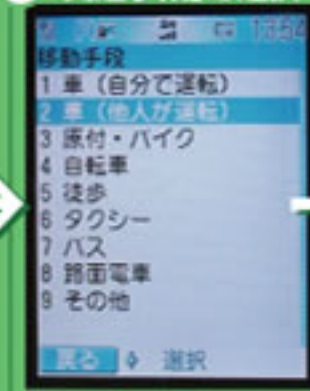 13:54
移動手段
1 車（自分で運転）
2 車（他人が運転）
3 原付・バイク
4 自転車
5 徒歩
6 タクシー
7 バス
8 路面電車
9 その他
戻る 選択